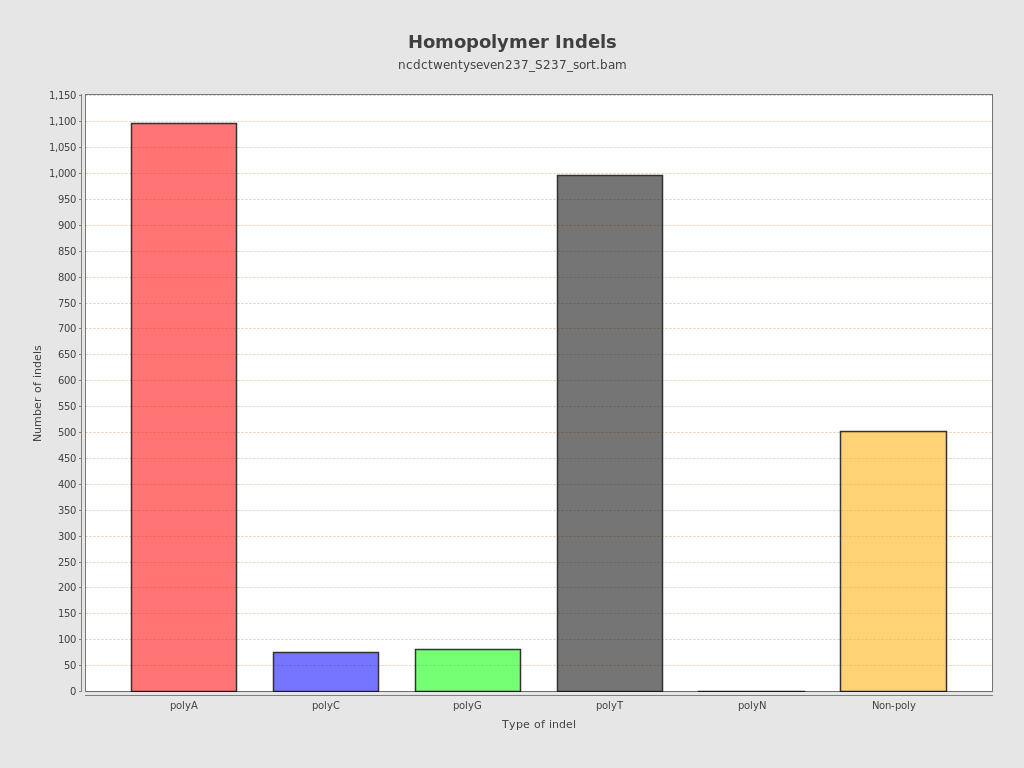 Homopolymer Indels
ncdctwentyseven237_S237_sort.bam
1,150
1,100
1,050
1,000
950
900
850
800
750
700
650
600
550
500
450
400
350
300
250
200
150
100
50
0
Number of indels
polyA
polyC
polyG
polyT
polyN
Non-poly
Type of indel